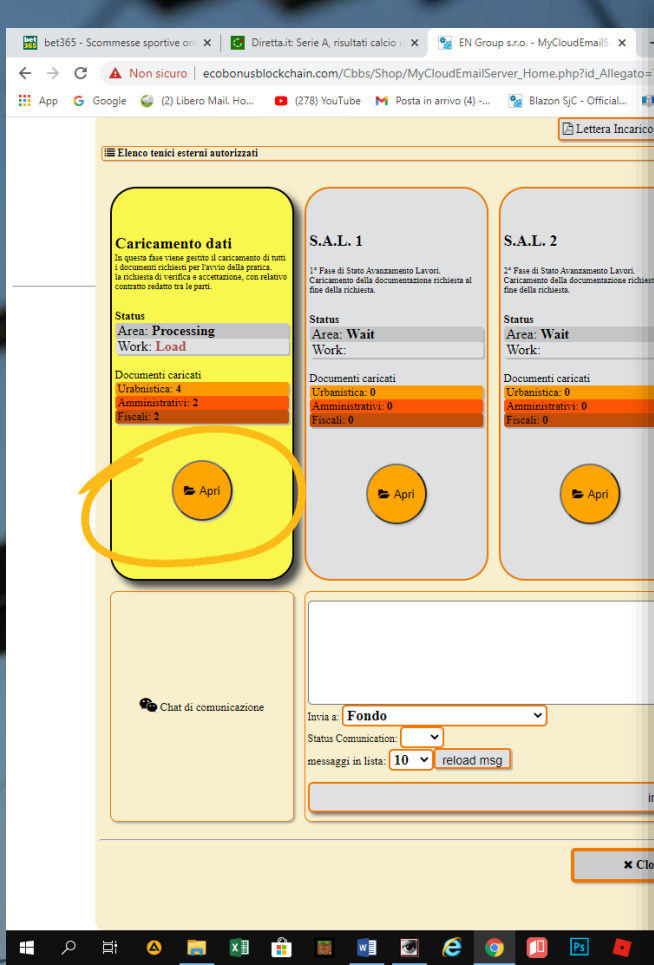 bet365 - Scommesse sportive on
Diretta.it: Serie A, risultati calcio
EN Group s.r.o. - MyCloudEmailS
Non sicuro | ecobonusblockchain.com/Cbbs/Shop/MyCloudEmailServer_Home.php?id_Allegato=
App
Google
(2) Libero Mail. Ho...
(278) YouTube
Posta in arrivo (4) -...
Blazon SjC - Official...
Lettera Incarico
Elenco tenici esterni autorizzati
Caricamento dati
In questa fase viene gestito il caricamento di tutti
i documenti richiesti per l'avvio della pratica.
la richiesta di verifica e accettazione, con relativo
contratto redatto tra le parti.
Status
Area: Processing
Work: Load
Documenti caricati
Urabnistica: 4
Amministrativi: 2
Fiscali: 2
Apri
S.A.L. 1
1° Fase di Stato Avanzamento Lavori.
Caricamento della documentazione richiesta al
fine della richiesta.
Status
Area: Wait
Work:
Documenti caricati
Urbanistica: 0
Amministrativi: 0
Fiscali: 0
Apri
S.A.L. 2
2° Fase di Stato Avanzamento Lavori.
Caricamento della documentazione richiest
fine della richiesta.
Status
Area: Wait
Work:
Documenti caricati
Urbanistica: 0
Amministrativi: 0
Fiscali: 0
Apri
Chat di comunicazione
Invia a: Fondo
Status Comunication:
messaggi in lista: 10 reload msg
in
Clo